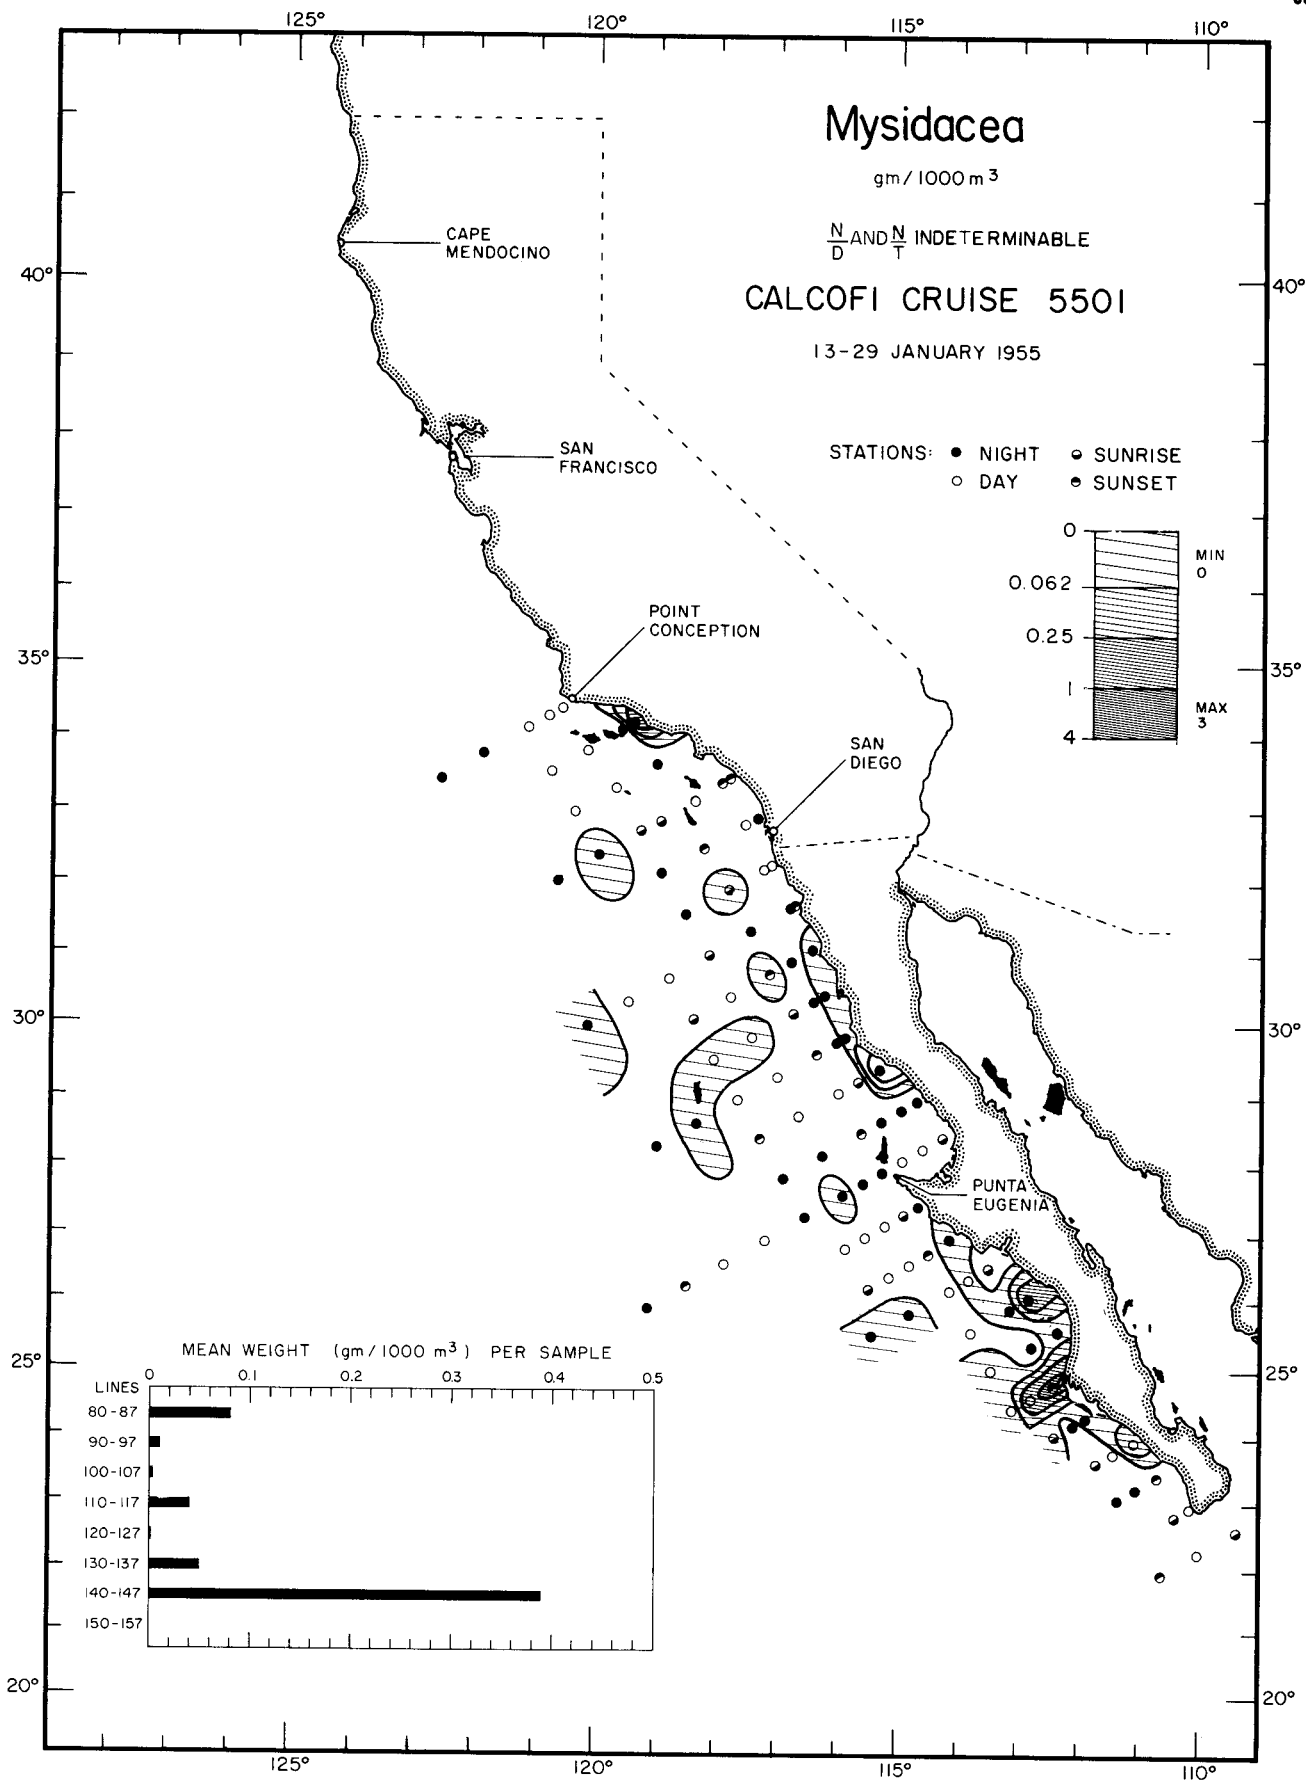 125° 120° 115° 110°
Mysidacea
gm/1000 m³
N/D AND N/T INDETERMINABLE
CALCOFI CRUISE 5501
13-29 JANUARY 1955
CAPE
MENDOCINO
40° 40°
STATIONS: NIGHT SUNRISE
DAY SUNSET
SAN
FRANCISCO
0
MIN
0
0.062
0.25
1
MAX
3
4
POINT
CONCEPTION
35° 35°
SAN
DIEGO
30° 30°
PUNTA
EUGENIA
25° 25°
MEAN WEIGHT (gm/1000 m³) PER SAMPLE
LINES 0 0.1 0.2 0.3 0.4 0.5
80-87
90-97
100-107
110-117
120-127
130-137
140-147
150-157
20° 20°
125° 120° 115° 110°